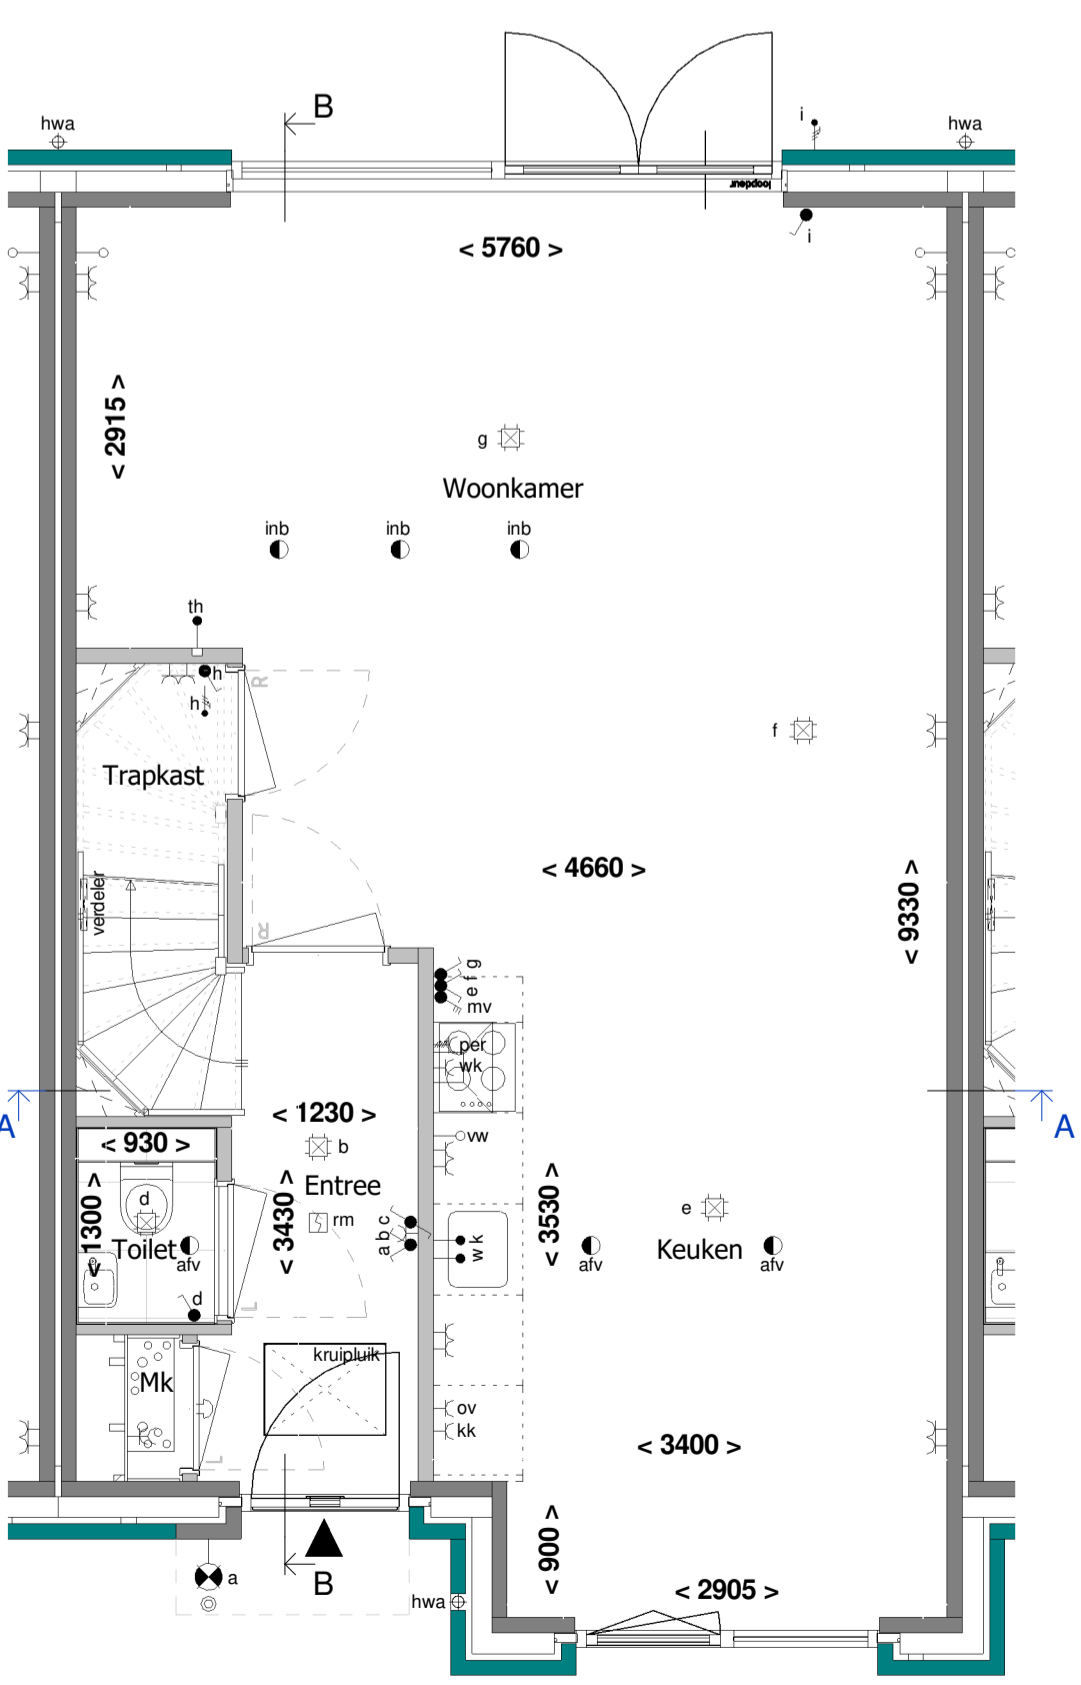 B
i
hwa
hwa
loopdeur
i
< 5760 >
< 2915 >
g
Woonkamer
inb
inb
inb
th
h
R
h
f
Trapkast
< 4660 >
< 9330 >
verdeler
R
e f g
mv
per
wk
A
A
< 1230 >
< 930 >
vw
b
Entree
d
< 1300 >
< 3430 >
rm
< 3530 >
e
a b c
w k
Toilet
Keuken
afv
afv
afv
d
L
kruipluik
Mk
ov
kk
< 3400 >
L
< 900 >
a
B
< 2905 >
hwa